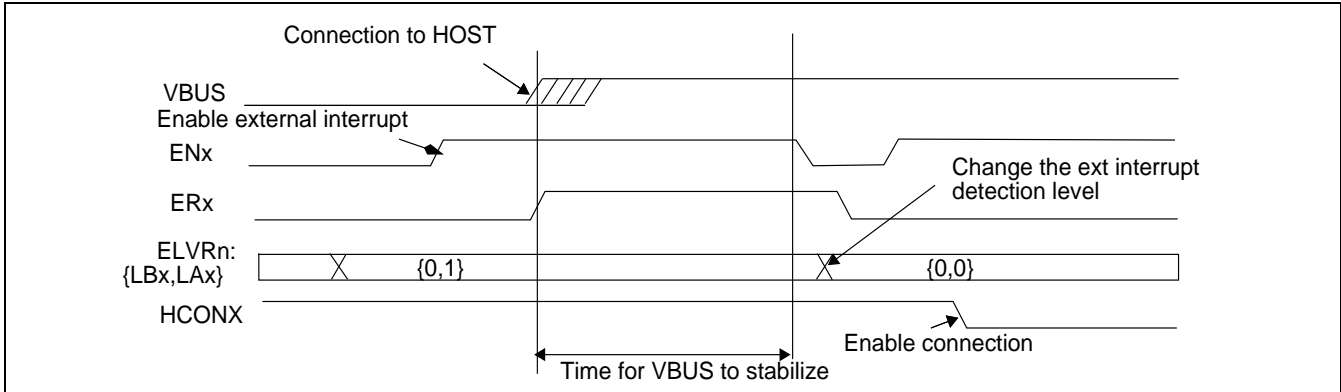 Connection to HOST
VBUS
Enable external interrupt
ENx
Change the ext interrupt
detection level
ERx
ELVRn:
{LBx,LAx}
{0,1}
{0,0}
HCONX
Enable connection
Time for VBUS to stabilize